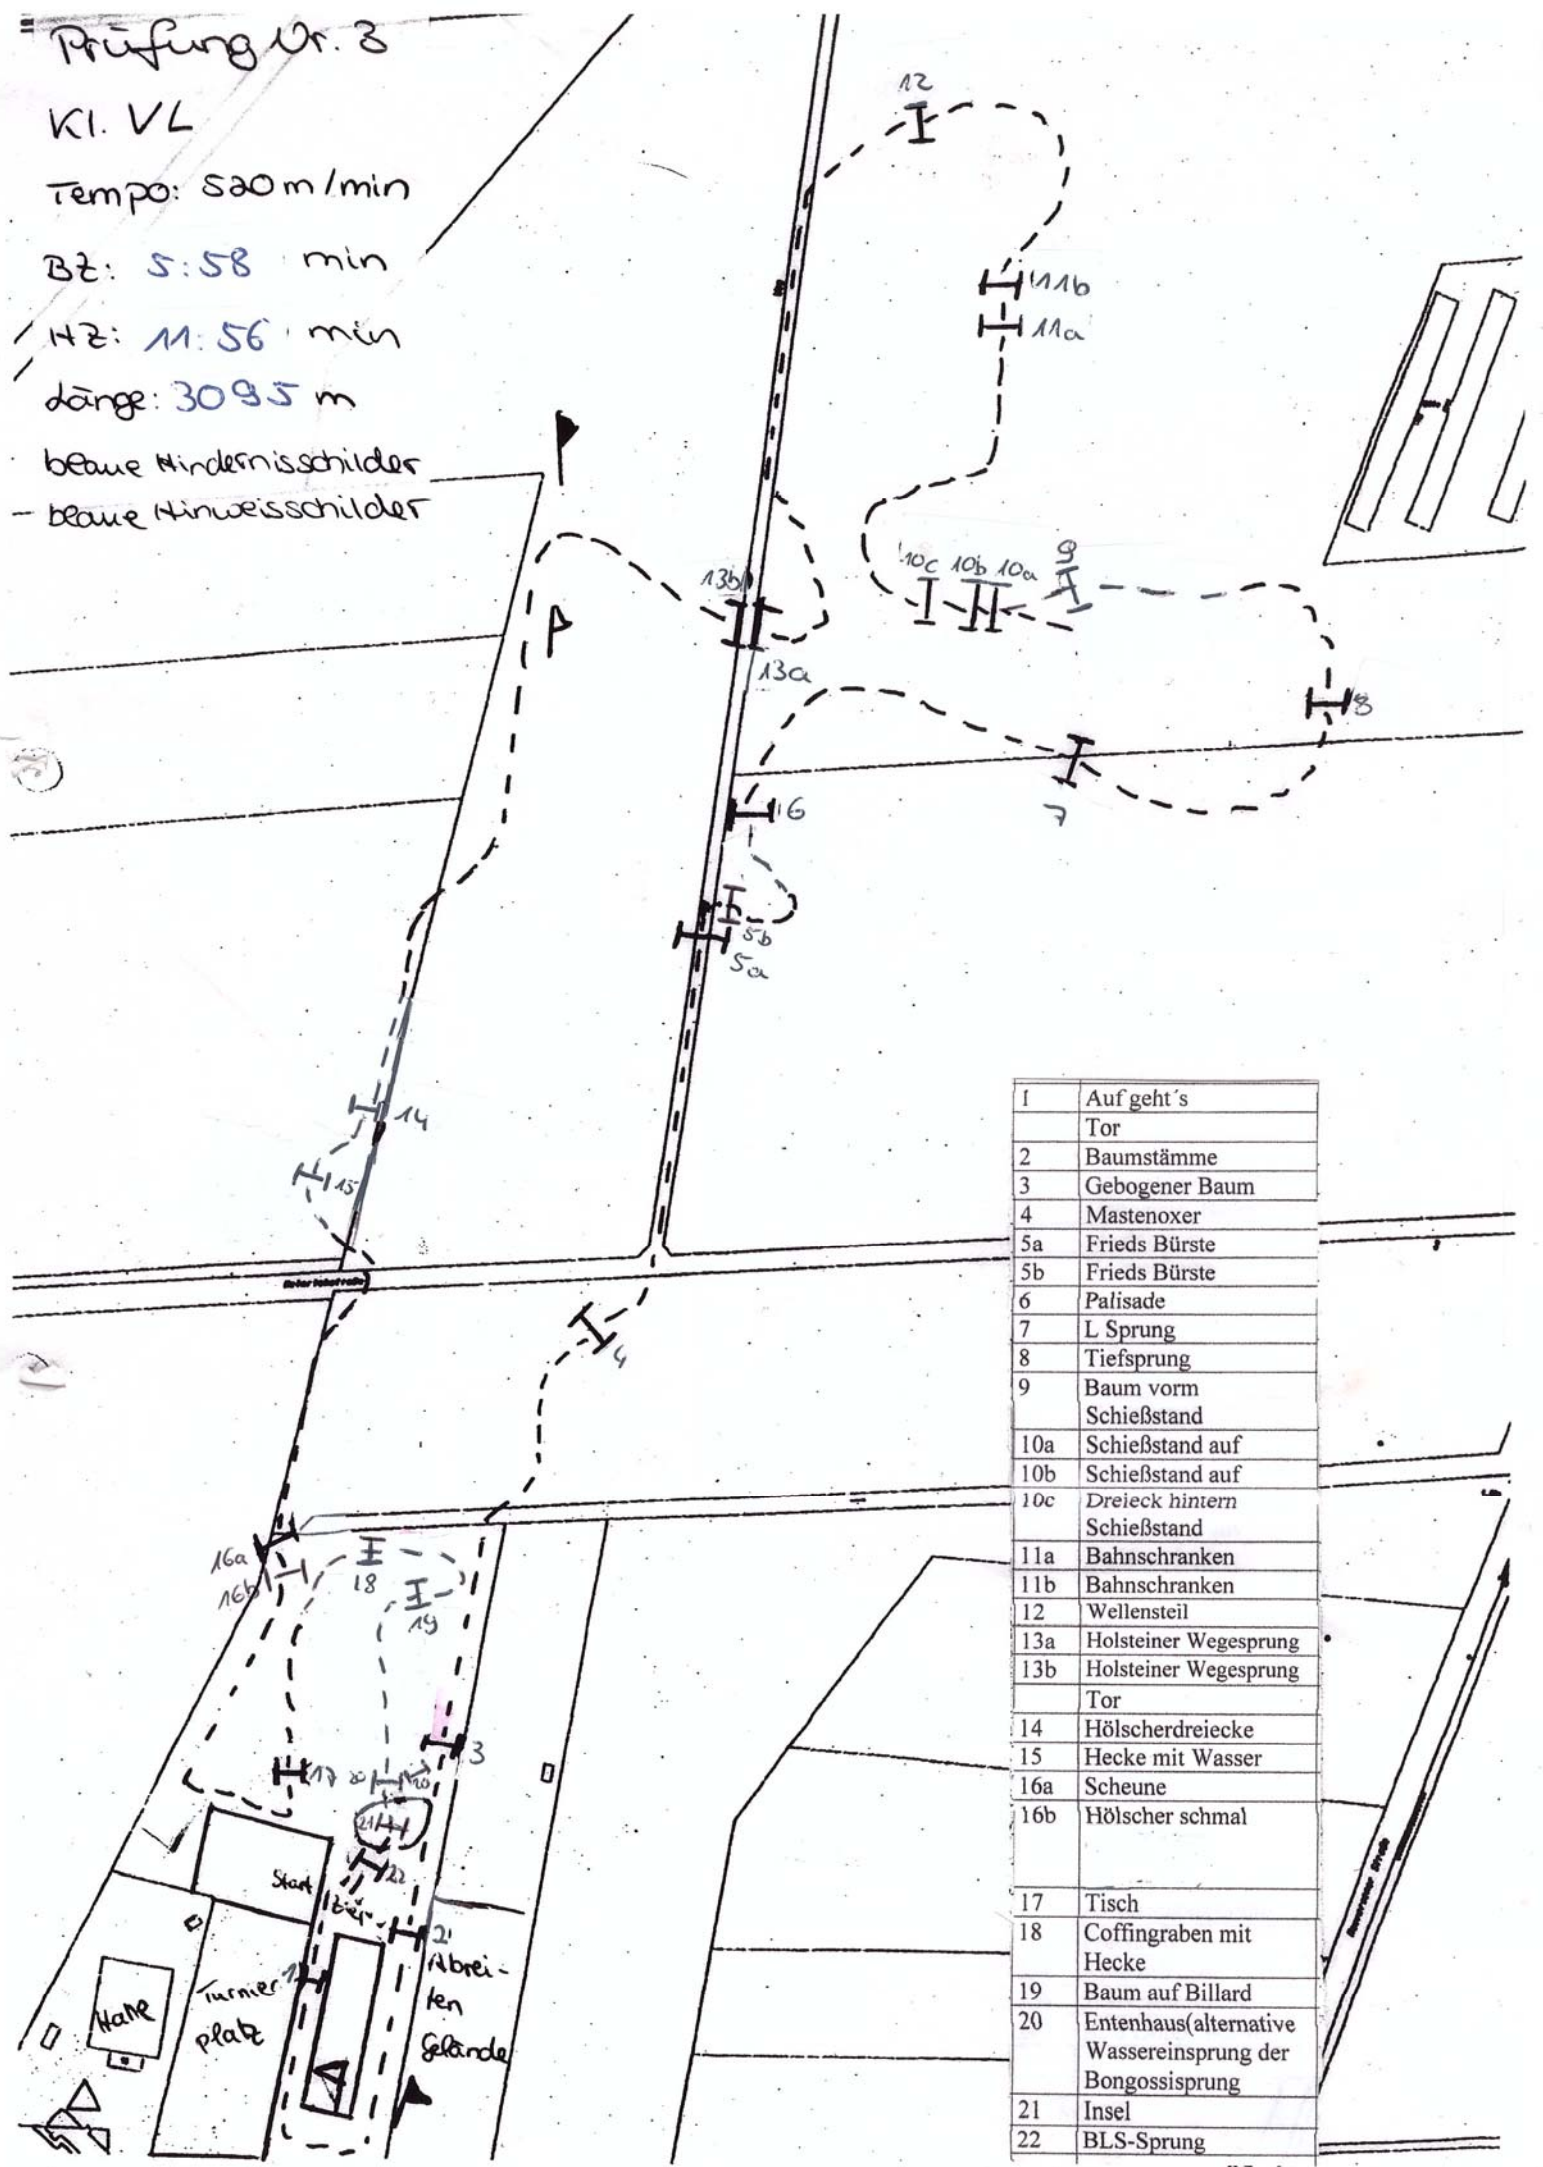 Prüfung Nr. 3
Kl. VL
Tempo: 520 m/min
BZ: 5:58 min
HZ: 11:56 min
Länge: 3095 m
blaue Hindernisschilder
- blaue Hinweisschilder
12
11b
11a
10c 10b 10a
9
13b
13a
8
7
6
5b
5a
14
15
4
16a
16b
18
19
3
17
20
20
21
22
Start
Ziel
2
1
Abrei-
ten
Gelände
Turnier
platz
Halle
1 Auf geht´s
Tor
2 Baumstämme
3 Gebogener Baum
4 Mastenoxer
5a Frieds Bürste
5b Frieds Bürste
6 Palisade
7 L Sprung
8 Tiefsprung
9 Baum vorm
Schießstand
10a Schießstand auf
10b Schießstand auf
10c Dreieck hintern
Schießstand
11a Bahnschranken
11b Bahnschranken
12 Wellensteil
13a Holsteiner Wegesprung
13b Holsteiner Wegesprung
Tor
14 Hölscherdreiecke
15 Hecke mit Wasser
16a Scheune
16b Hölscher schmal
17 Tisch
18 Coffingraben mit
Hecke
19 Baum auf Billard
20 Entenhaus(alternative
Wassereinsprung der
Bongossisprung
21 Insel
22 BLS-Sprung